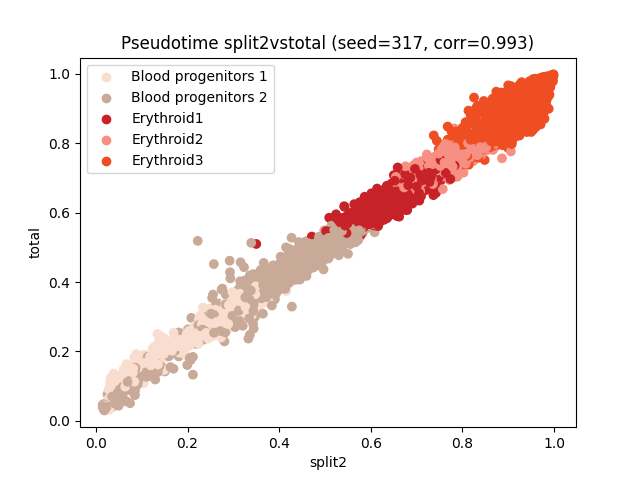 Pseudotime split2vstotal (seed=317, corr=0.993)
Blood progenitors 1
Blood progenitors 2
Erythroid1
Erythroid2
Erythroid3
1.0
0.8
0.6
0.4
0.2
0.0
total
0.0 0.2 0.4 0.6 0.8 1.0
split2